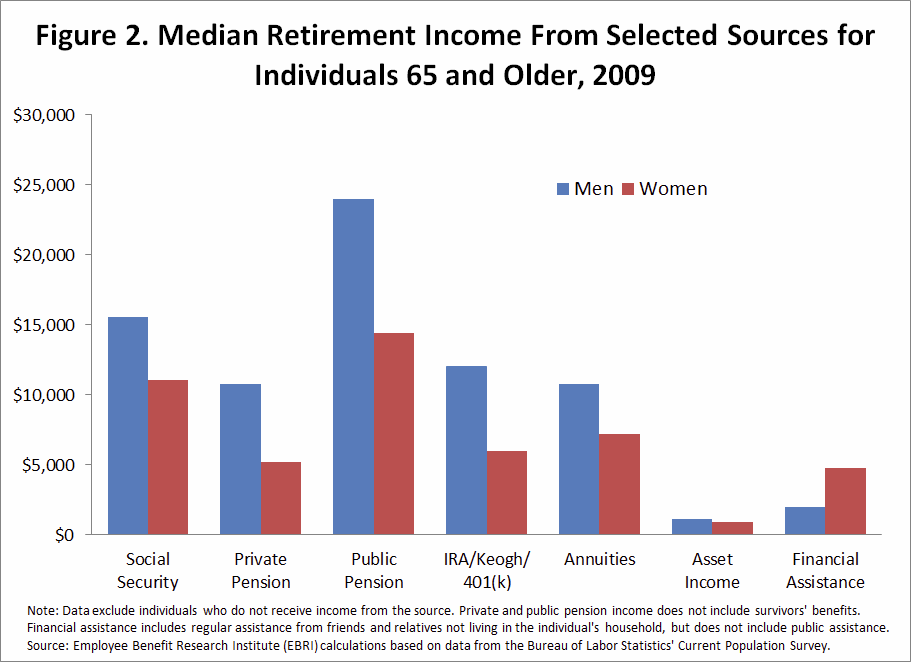 Figure 2. Median Retirement Income From Selected Sources for
Individuals 65 and Older, 2009
$30,000
$25,000
$20,000
$15,000
$10,000
$5,000
$0
Men
Women
Social
Security
Private
Pension
Public
Pension
IRA/Keogh/
401(k)
Annuities
Asset
Income
Financial
Assistance
Note: Data exclude individuals who do not receive income from the source. Private and public pension income does not include survivors' benefits.
Financial assistance includes regular assistance from friends and relatives not living in the individual's household, but does not include public assistance.
Source: Employee Benefit Research Institute (EBRI) calculations based on data from the Bureau of Labor Statistics' Current Population Survey.